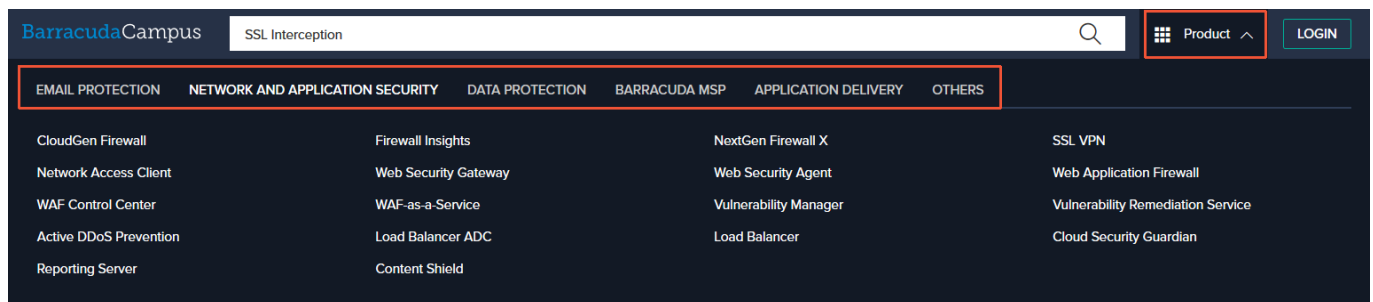 BarracudaCampus SSL Interception Product LOGIN
EMAIL PROTECTION NETWORK AND APPLICATION SECURITY DATA PROTECTION BARRACUDA MSP APPLICATION DELIVERY OTHERS
CloudGen Firewall Firewall Insights NextGen Firewall X SSL VPN
Network Access Client Web Security Gateway Web Security Agent Web Application Firewall
WAF Control Center WAF-as-a-Service Vulnerability Manager Vulnerability Remediation Service
Active DDoS Prevention Load Balancer ADC Load Balancer Cloud Security Guardian
Reporting Server Content Shield